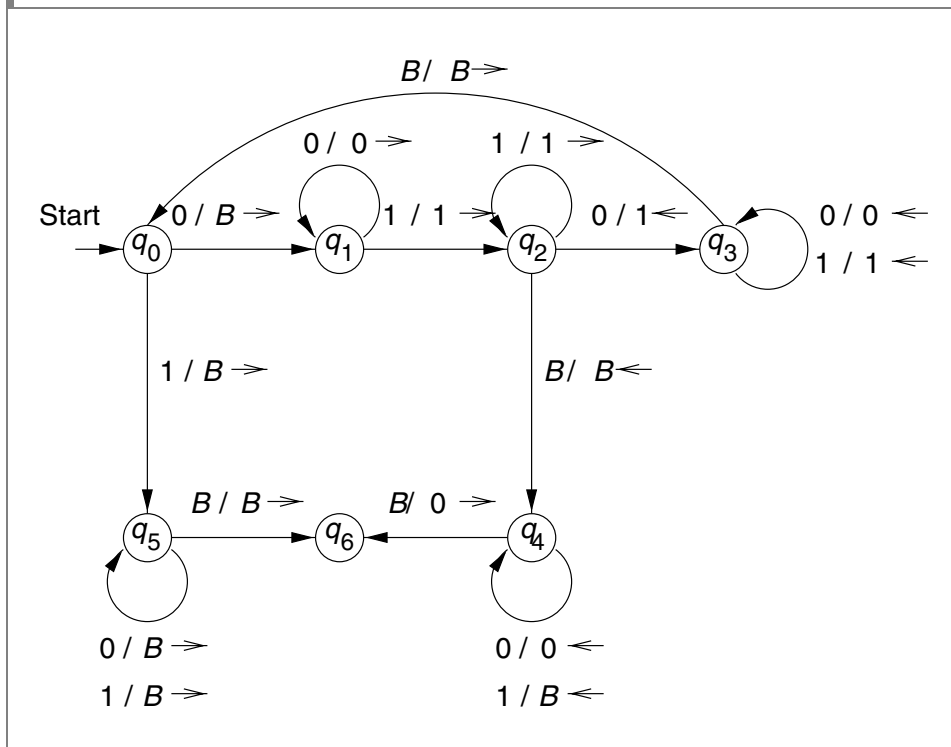 B / B →
0 / 0 →
1 / 1 →
Start
0 / B →
1 / 1 →
0 / 1 ←
0 / 0 ←
q0
q1
q2
q3
1 / 1 ←
1 / B →
B / B ←
B / B →
B / 0 →
q5
q6
q4
0 / B →
0 / 0 ←
1 / B →
1 / B ←